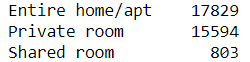 Entire home/apt    17829
Private room       15594
Shared room          803